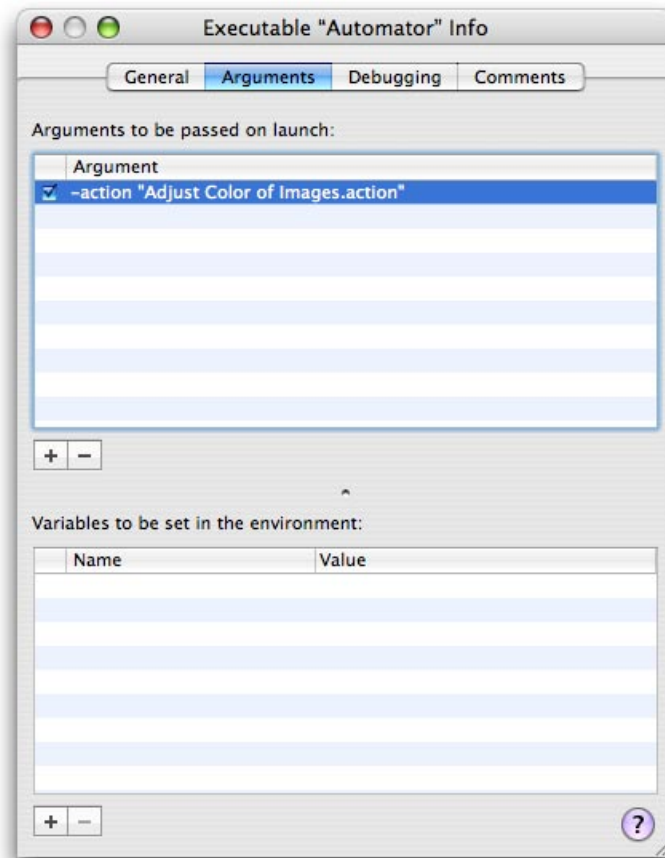 Executable “Automator” Info
General Arguments Debugging Comments
Arguments to be passed on launch:
Argument
-action "Adjust Color of Images.action"
+ −
Variables to be set in the environment:
Name Value
+ −
?